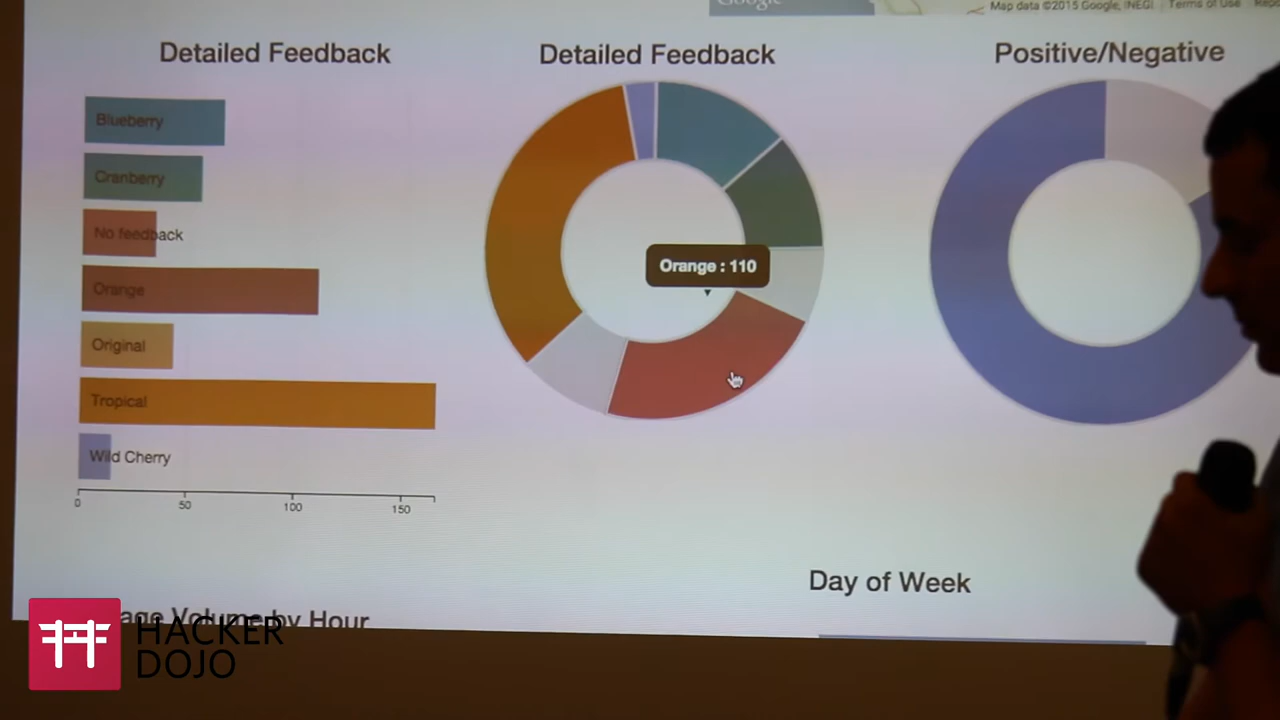 Google
Map data ©2015 Google, INEGI
Terms of Use
Detailed Feedback
Blueberry
Cranberry
No feedback
Orange
Original
Tropical
Wild Cherry
0
50
100
150
Detailed Feedback
Orange : 110
Positive/Negative
Day of Week
Volume by Hour
HACKER
DOJO